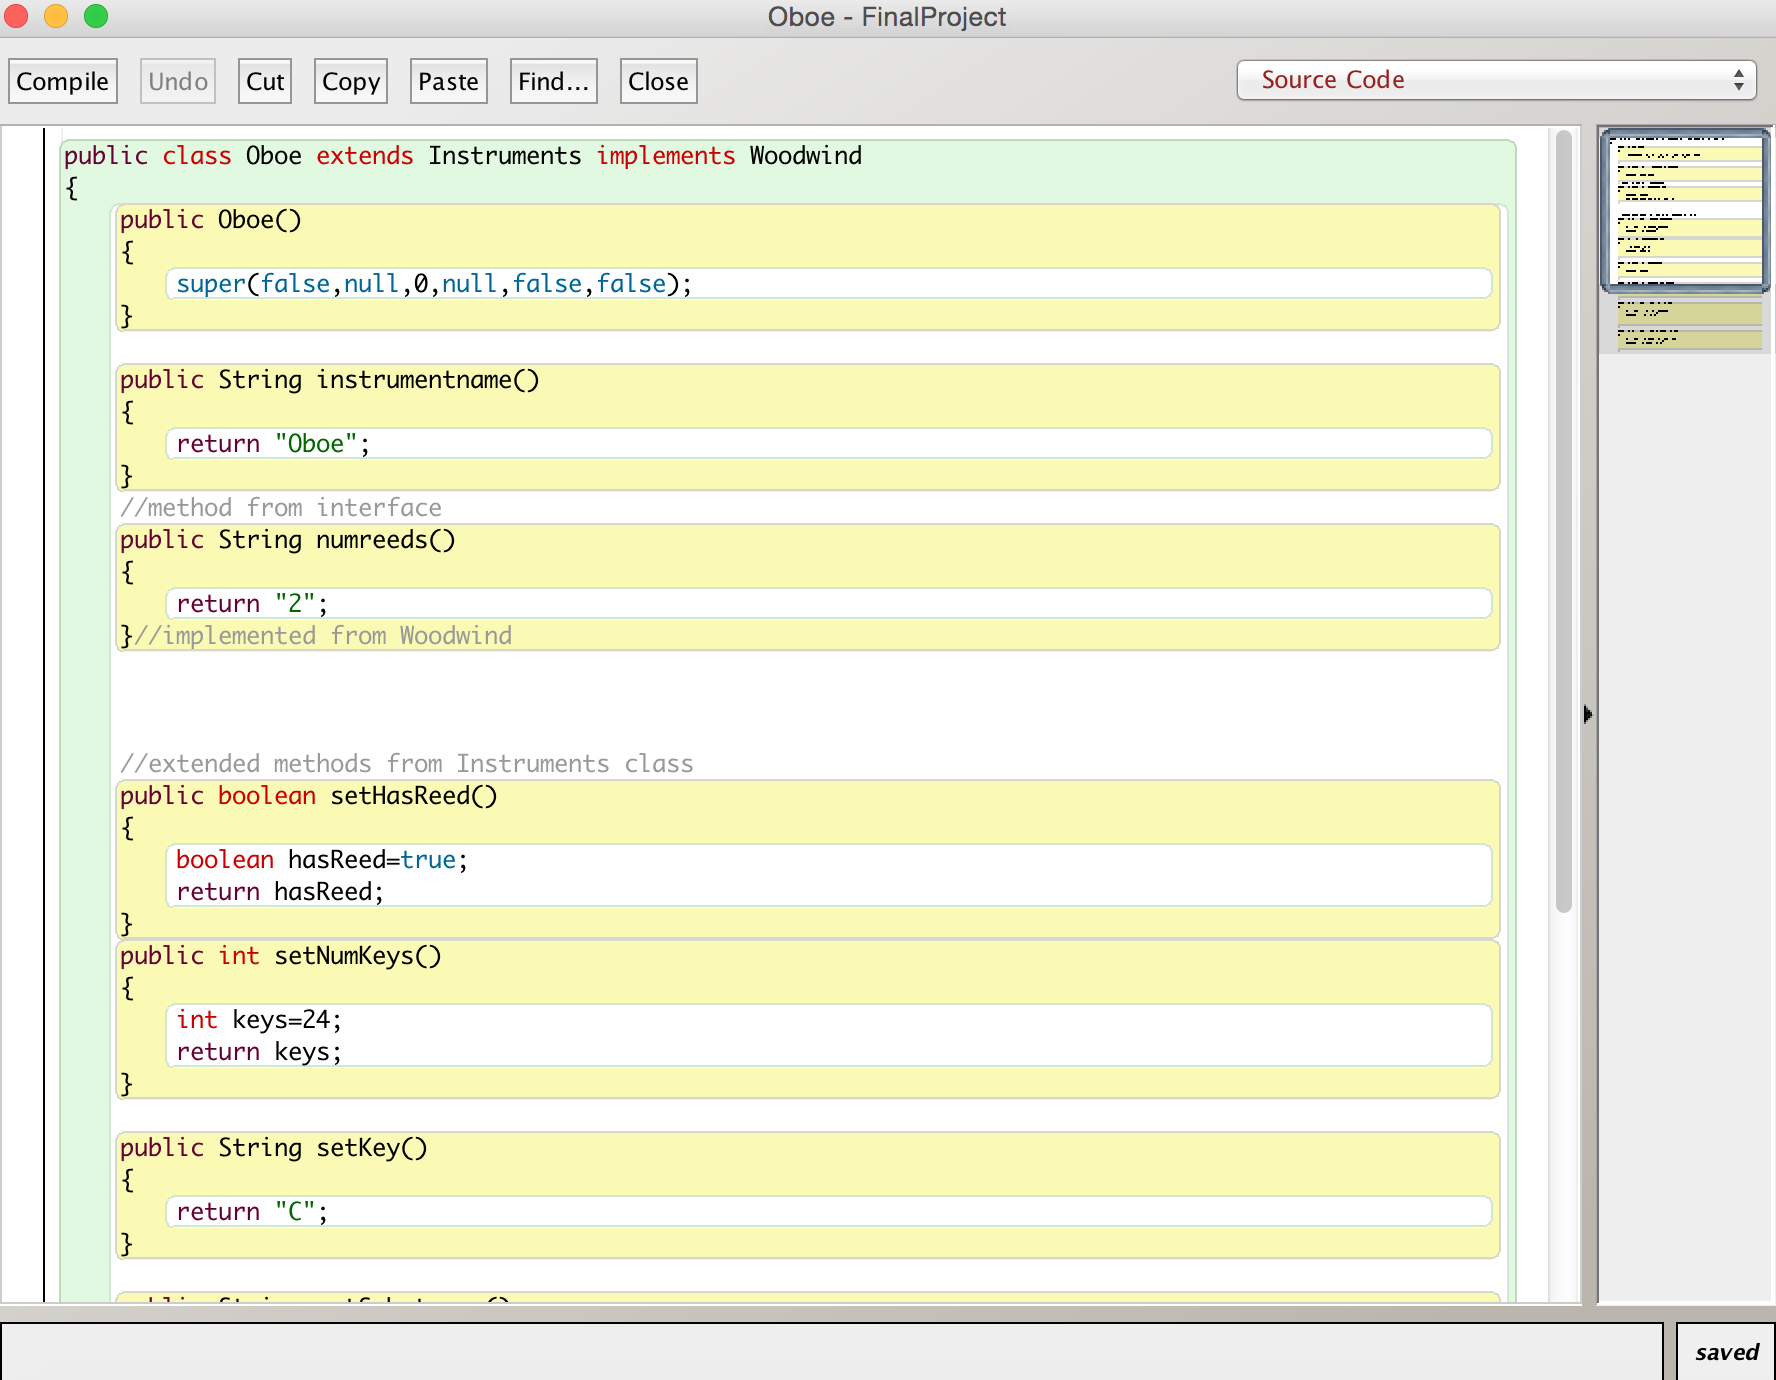 Oboe - FinalProject
Compile Undo Cut Copy Paste Find... Close Source Code
public class Oboe extends Instruments implements Woodwind
{
public Oboe()
{
super(false,null,0,null,false,false);
}
public String instrumentname()
{
return "Oboe";
}
//method from interface
public String numreeds()
{
return "2";
}//implemented from Woodwind
//extended methods from Instruments class
public boolean setHasReed()
{
boolean hasReed=true;
return hasReed;
}
public int setNumKeys()
{
int keys=24;
return keys;
}
public String setKey()
{
return "C";
}
saved